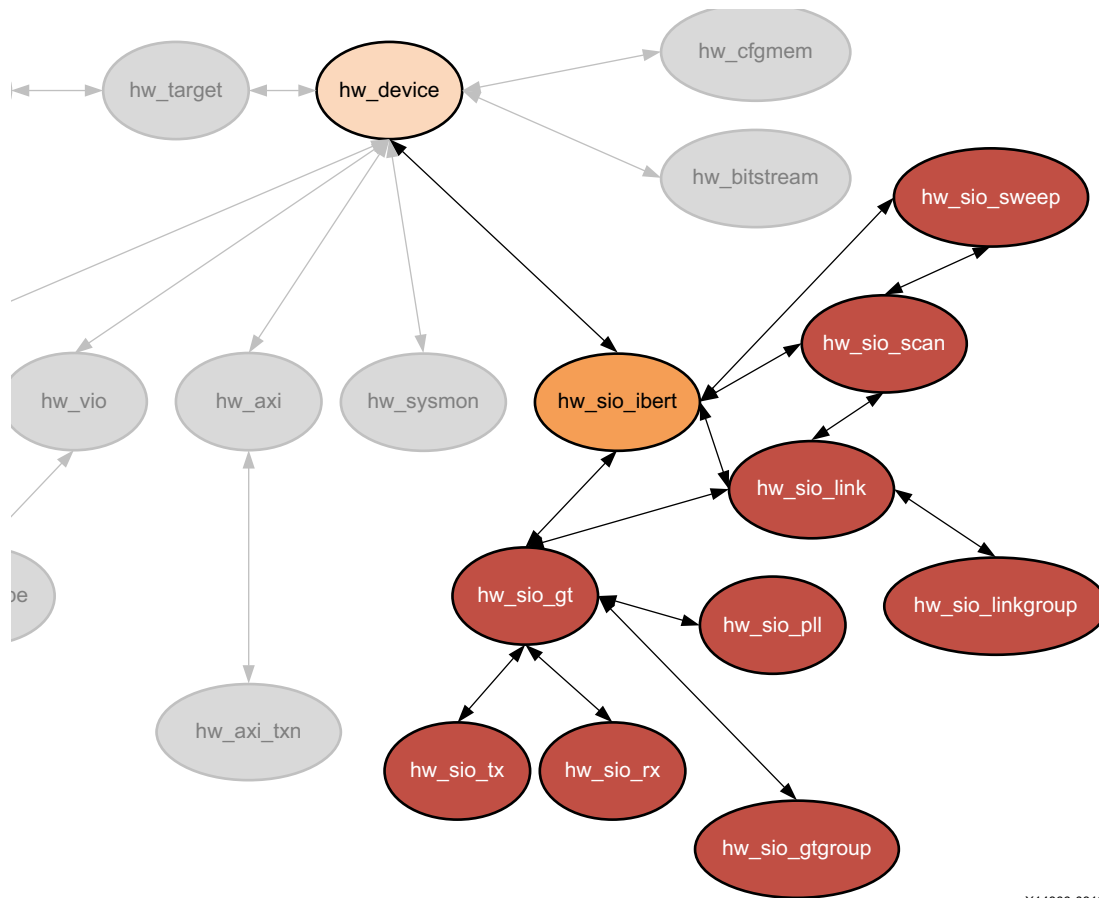 hw_cfgmem
hw_target
hw_device
hw_bitstream
hw_sio_sweep
hw_sio_scan
hw_vio
hw_axi
hw_sysmon
hw_sio_ibert
hw_sio_link
hw_sio_gt
hw_sio_pll
hw_sio_linkgroup
hw_axi_txn
hw_sio_tx
hw_sio_rx
hw_sio_gtgroup